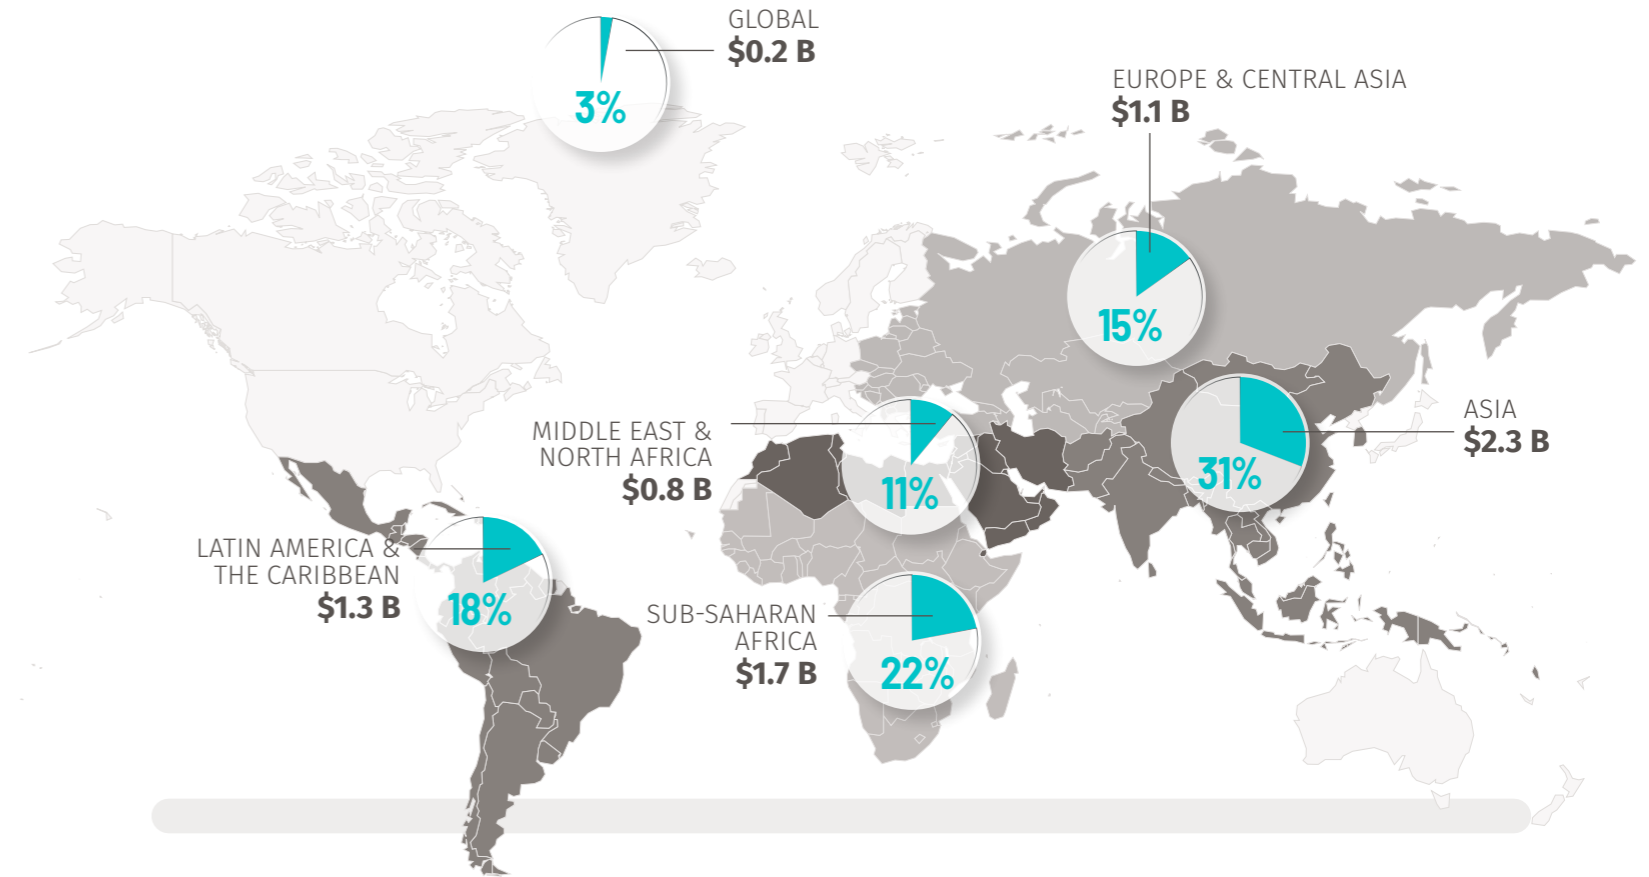 GLOBAL
$0.2 B
3%
EUROPE & CENTRAL ASIA
$1.1 B
15%
ASIA
$2.3 B
31%
MIDDLE EAST &
NORTH AFRICA
$0.8 B
11%
LATIN AMERICA &
THE CARIBBEAN
$1.3 B
18%
SUB-SAHARAN
AFRICA
$1.7 B
22%